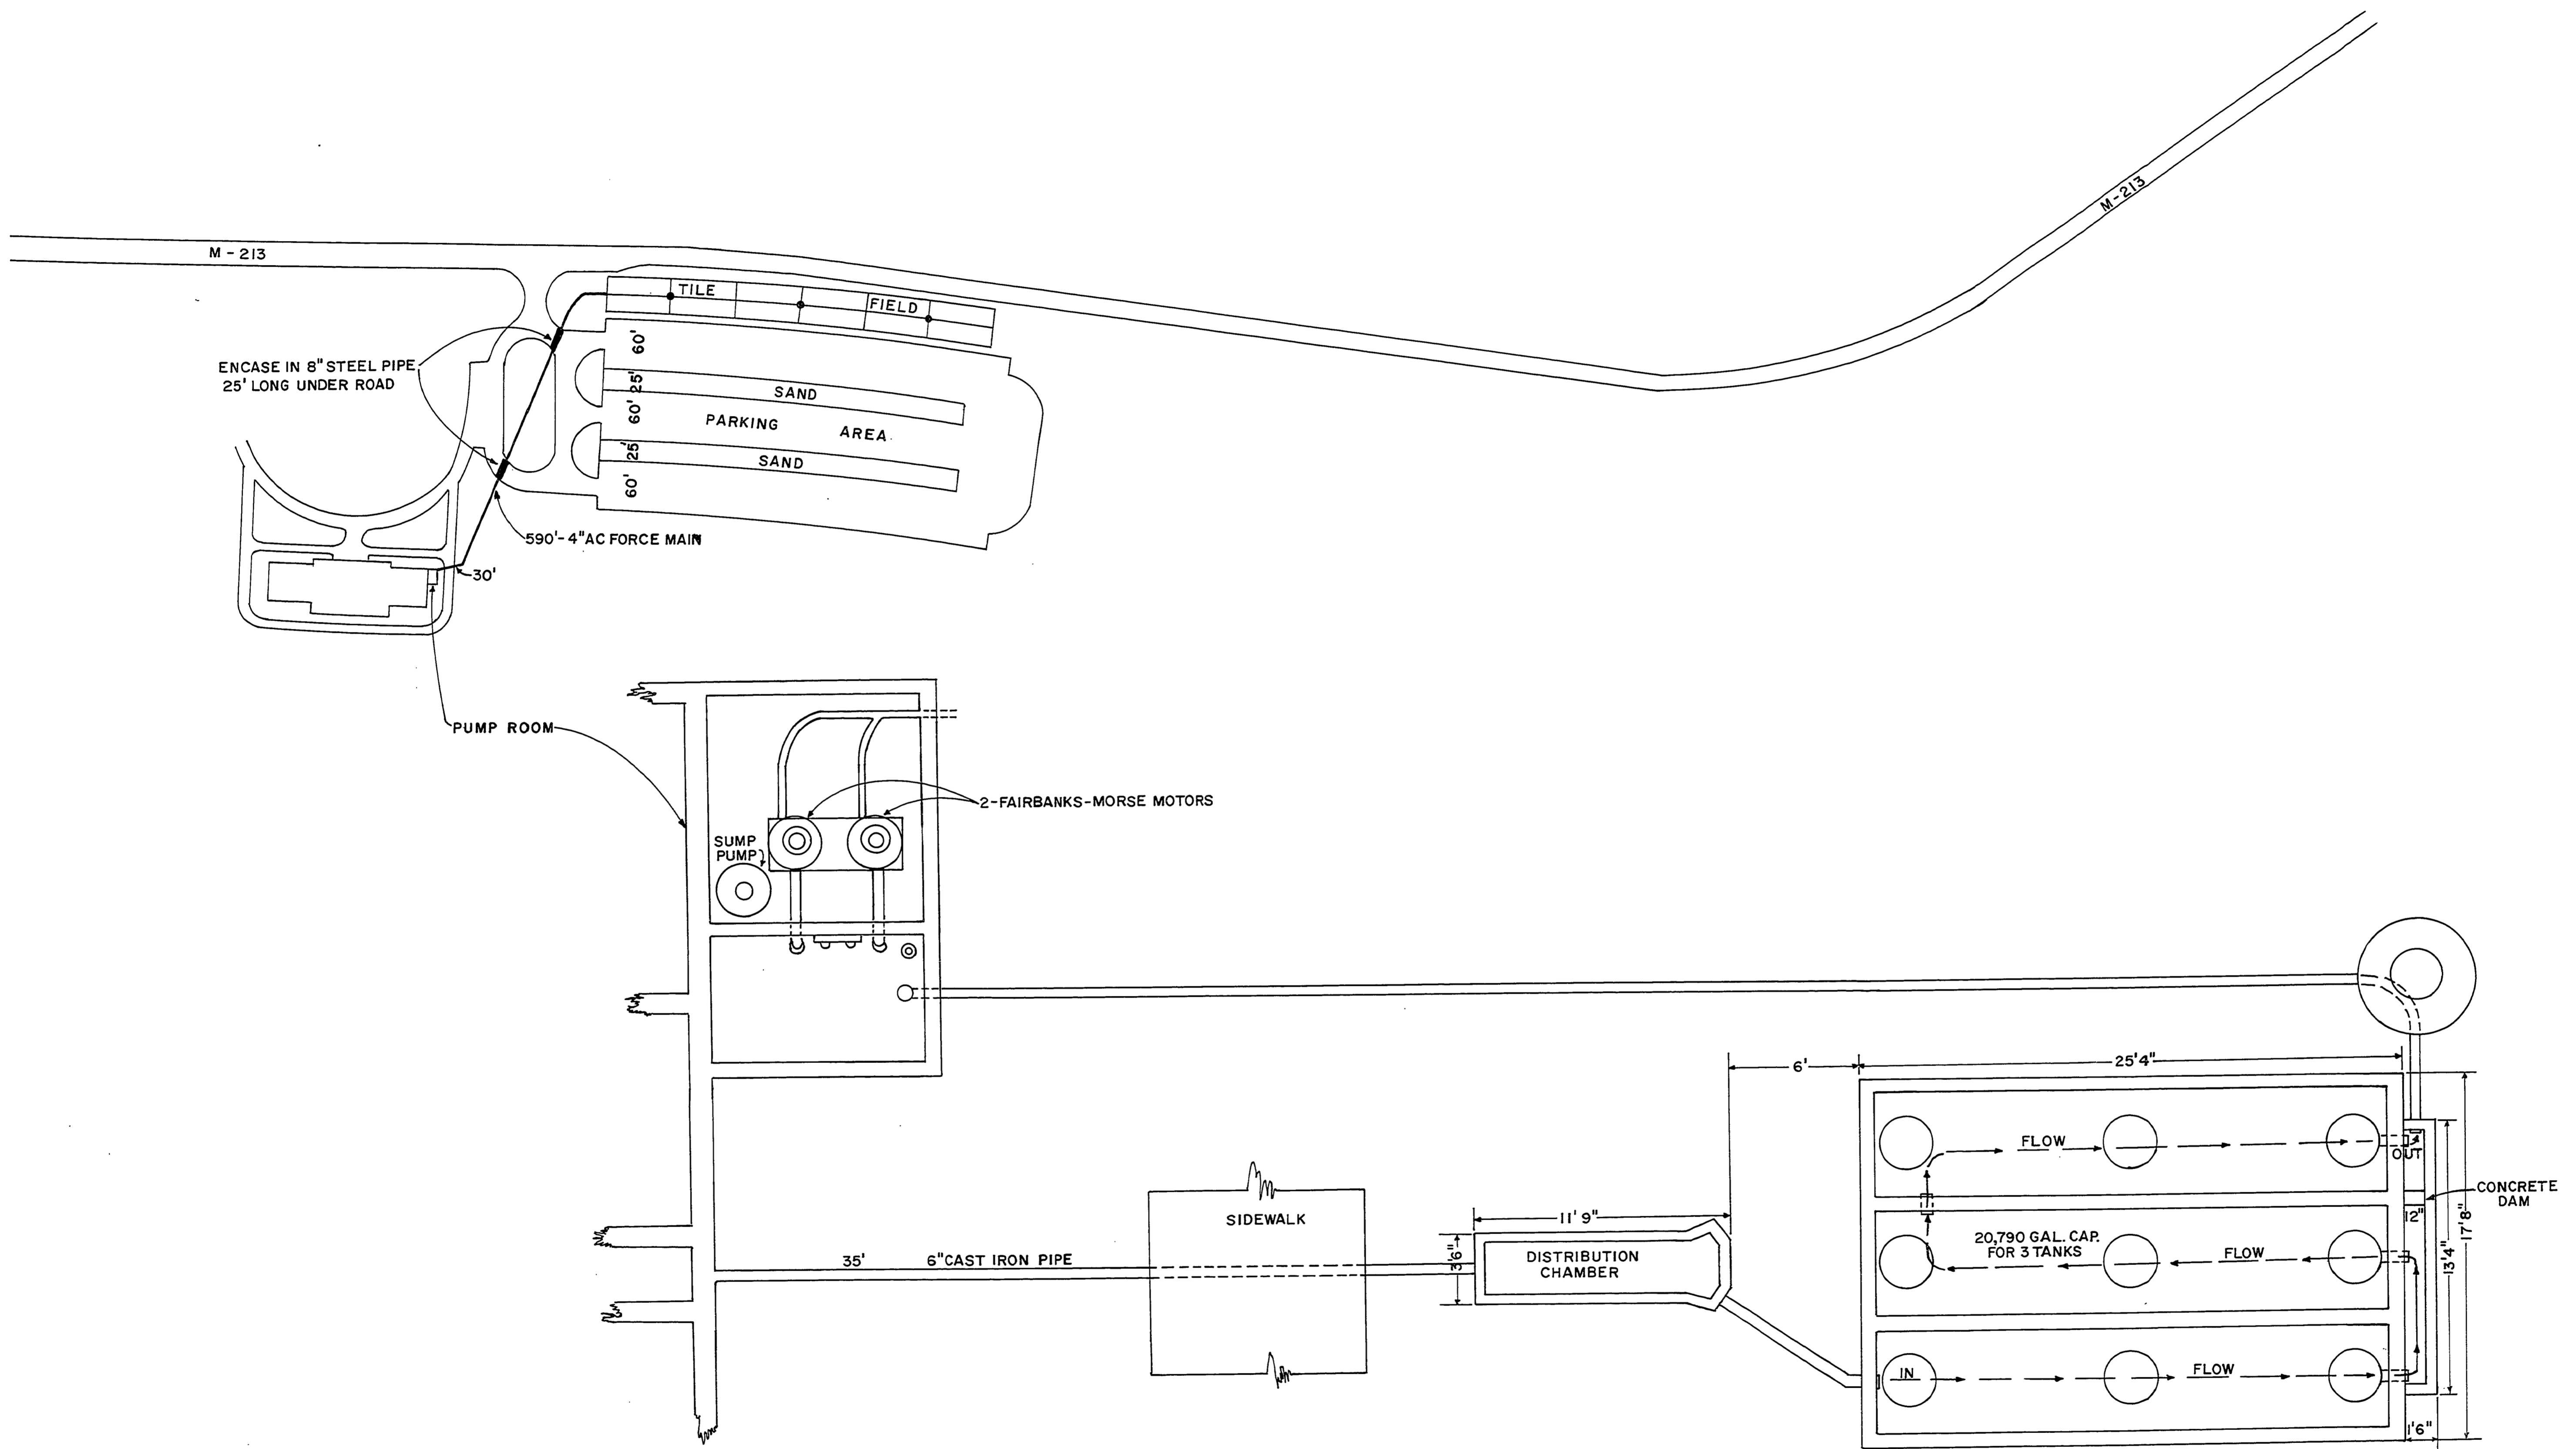 M-213
M - 213
TILE
FIELD
60'
ENCASE IN 8" STEEL PIPE
25' LONG UNDER ROAD
25'
SAND
60'
PARKING AREA
25'
SAND
60'
590'- 4" AC FORCE MAIN
30'
PUMP ROOM
2-FAIRBANKS-MORSE MOTORS
SUMP
PUMP
6'
25'4"
FLOW
OUT
CONCRETE
DAM
12"
17'8"
13'4"
SIDEWALK
11' 9"
3'6"
DISTRIBUTION
CHAMBER
35'
6"CAST IRON PIPE
20,790 GAL. CAP.
FOR 3 TANKS
FLOW
IN
FLOW
1'6"